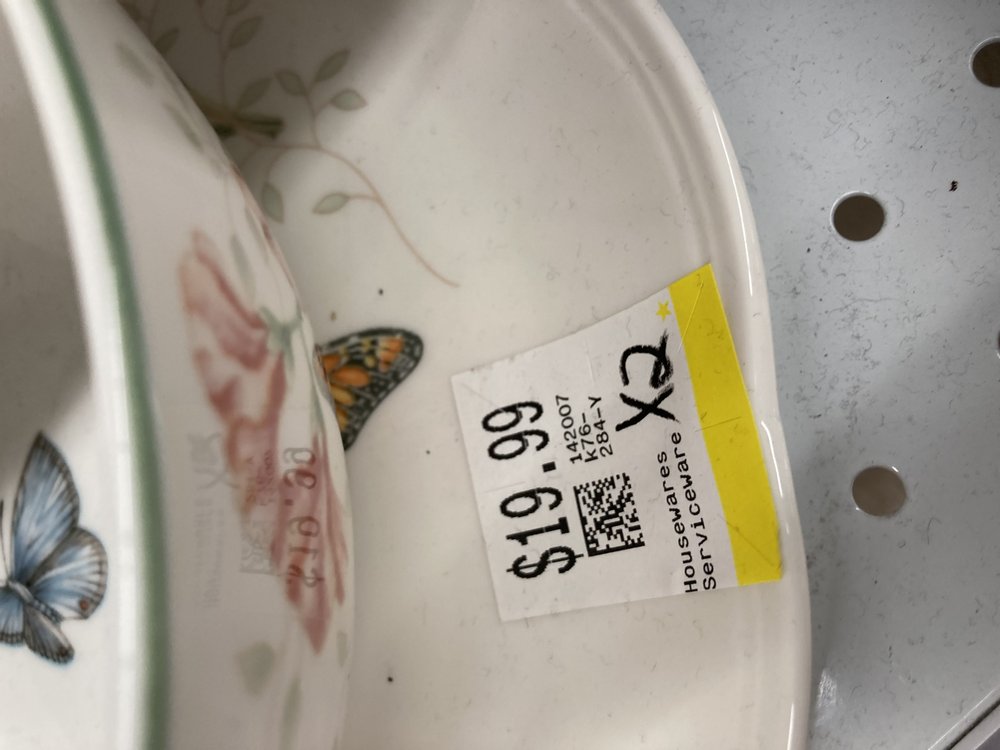 Housewares
Serviceware
X2
142007
k76-
284-Y
$19.99